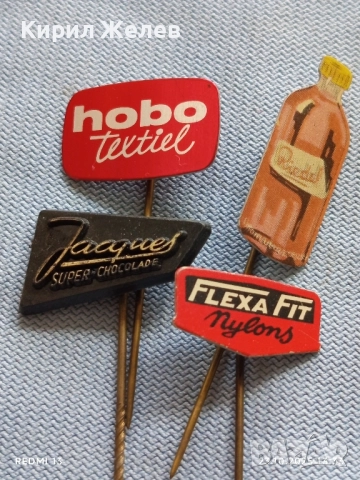 Кирил Желев
hobo
textiel
Jacques
SUPER-CHOCOLADE
FLEXA FIT
nylons
REDMI 13